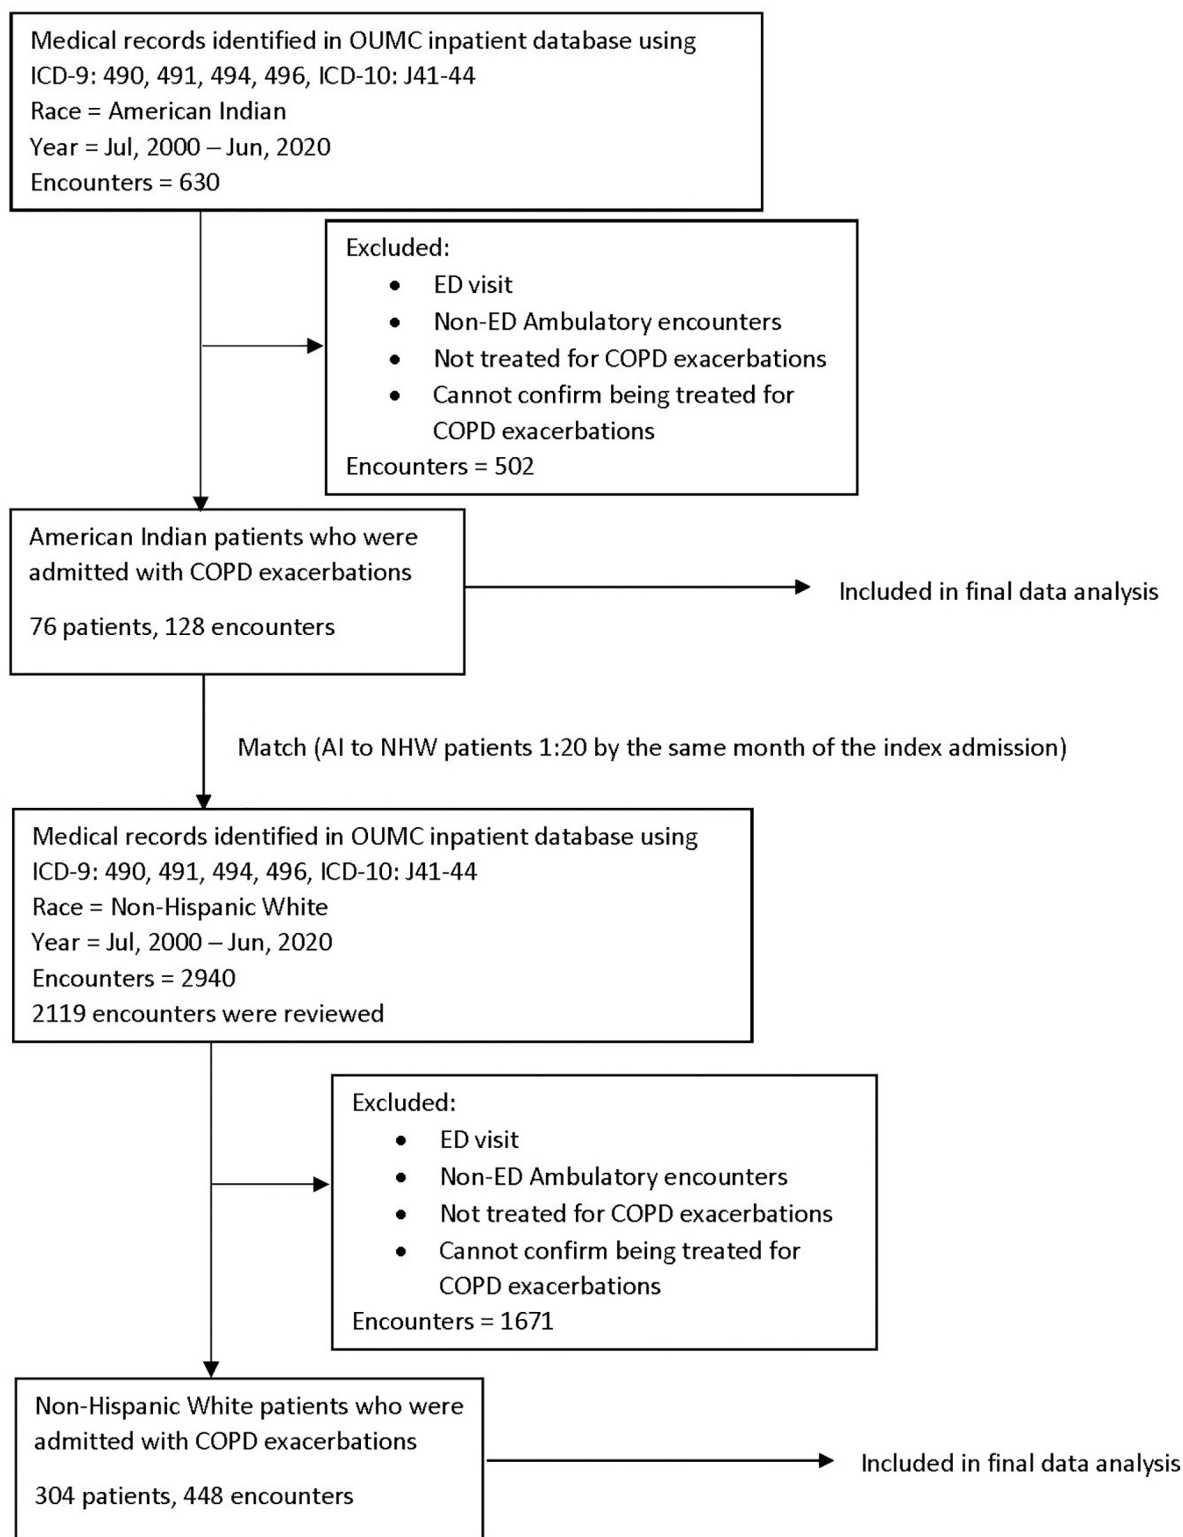 Medical records identified in OUMC inpatient database using
ICD-9: 490, 491, 494, 496, ICD-10: J41-44
Race = American Indian
Year = Jul, 2000 – Jun, 2020
Encounters = 630
Excluded:
• ED visit
• Non-ED Ambulatory encounters
• Not treated for COPD exacerbations
• Cannot confirm being treated for
COPD exacerbations
Encounters = 502
American Indian patients who were
admitted with COPD exacerbations
76 patients, 128 encounters
Included in final data analysis
Match (AI to NHW patients 1:20 by the same month of the index admission)
Medical records identified in OUMC inpatient database using
ICD-9: 490, 491, 494, 496, ICD-10: J41-44
Race = Non-Hispanic White
Year = Jul, 2000 – Jun, 2020
Encounters = 2940
2119 encounters were reviewed
Excluded:
• ED visit
• Non-ED Ambulatory encounters
• Not treated for COPD exacerbations
• Cannot confirm being treated for
COPD exacerbations
Encounters = 1671
Non-Hispanic White patients who were
admitted with COPD exacerbations
304 patients, 448 encounters
Included in final data analysis